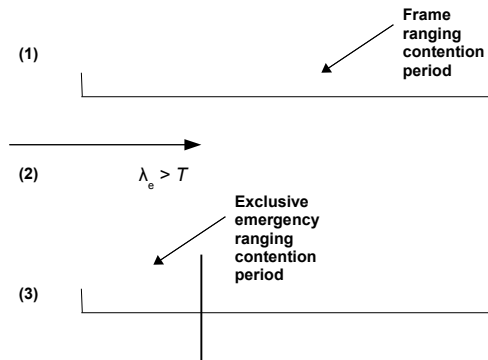 Frame
ranging
contention
period
(1)
(2)
λe > T
Exclusive
emergency
ranging
contention
period
(3)